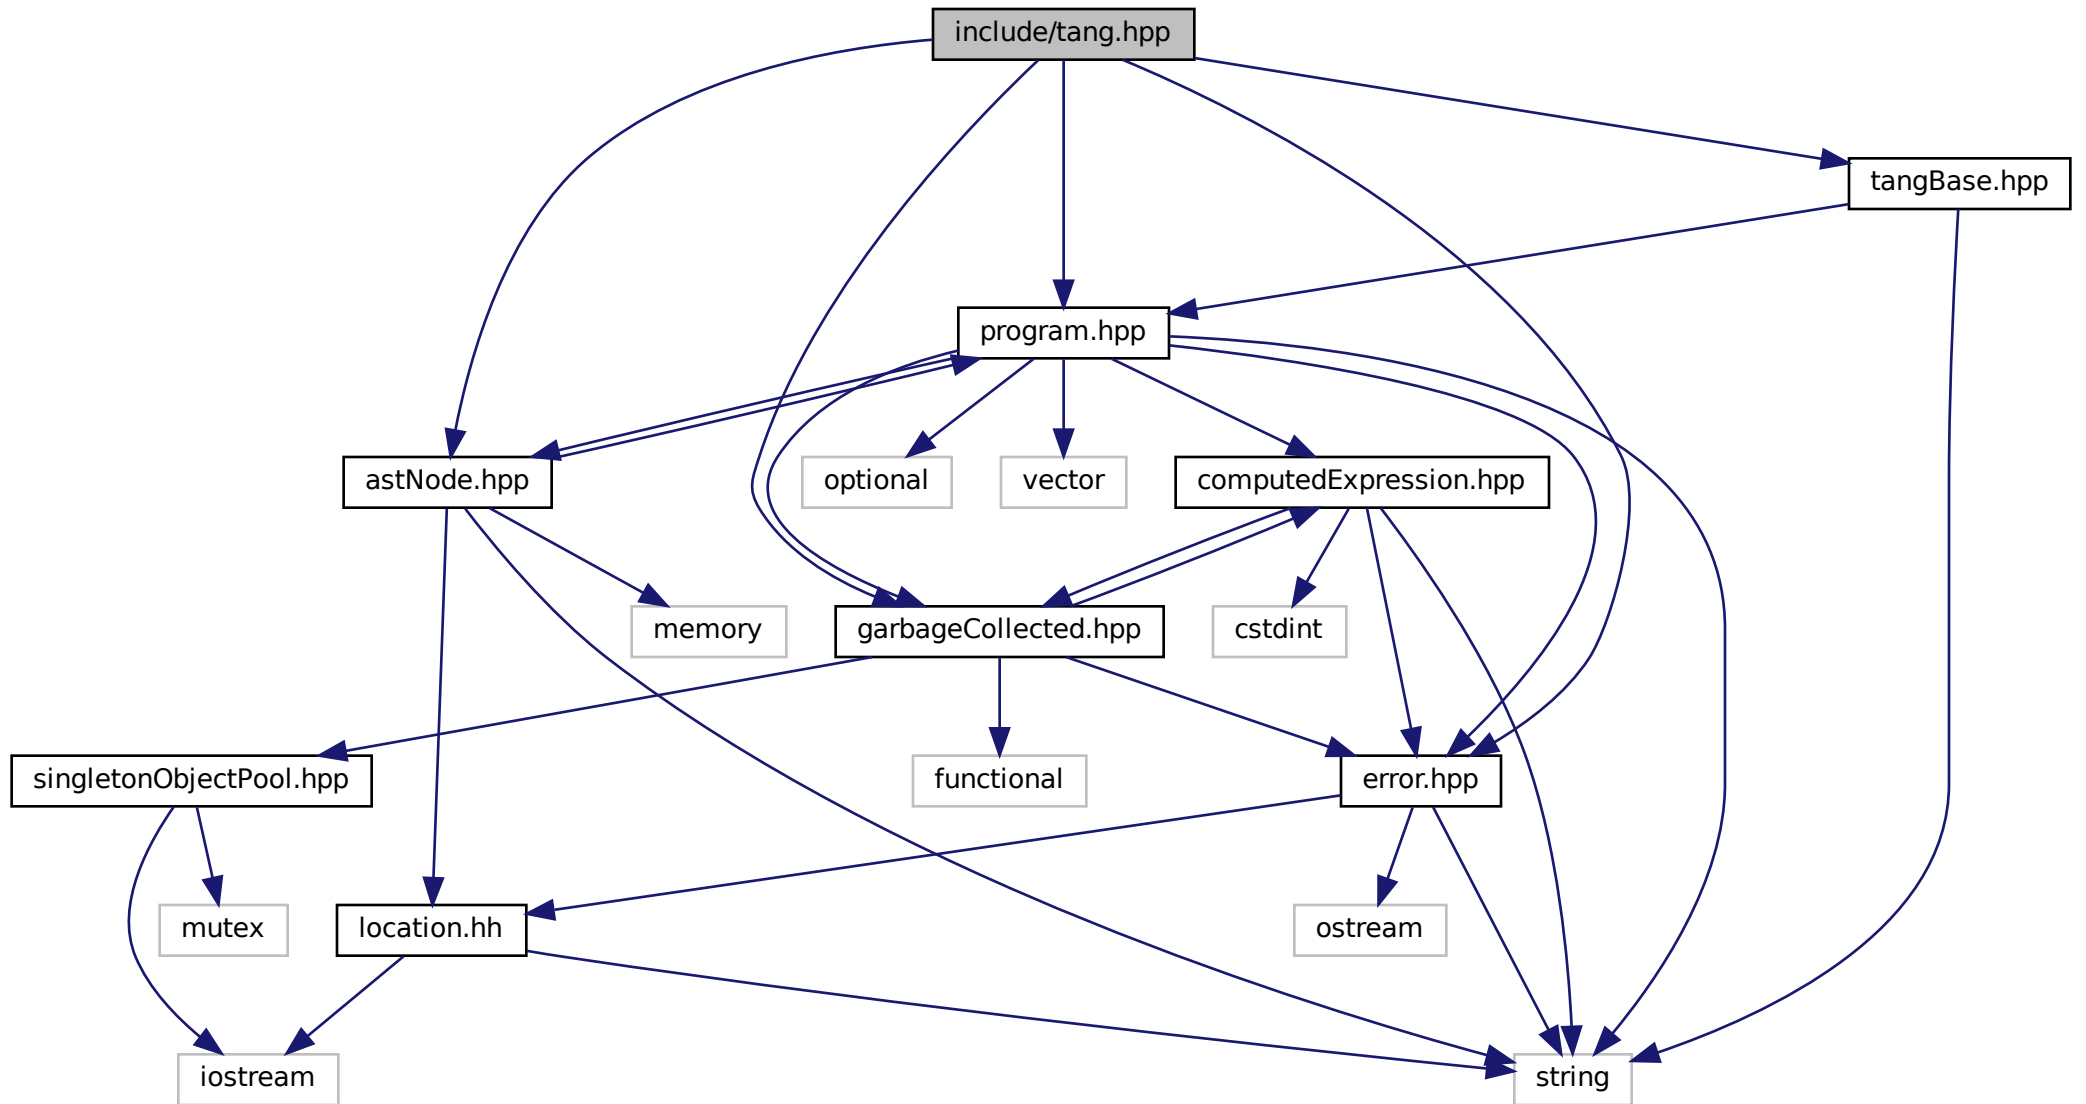 include/tang.hpp
tangBase.hpp
program.hpp
astNode.hpp
optional
vector
computedExpression.hpp
memory
garbageCollected.hpp
cstdint
singletonObjectPool.hpp
functional
error.hpp
mutex
location.hh
ostream
iostream
string